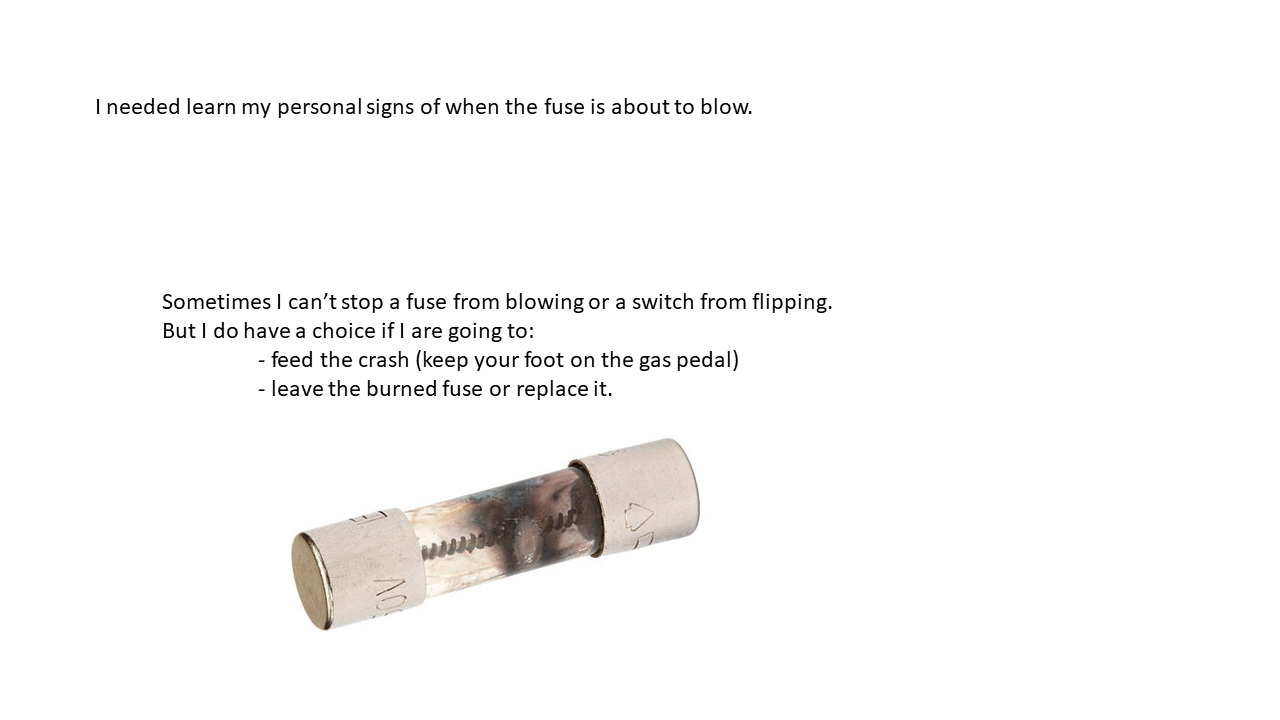 I needed learn my personal signs of when the fuse is about to blow.
Sometimes I can’t stop a fuse from blowing or a switch from flipping.
But I do have a choice if I are going to:
- feed the crash (keep your foot on the gas pedal)
- leave the burned fuse or replace it.